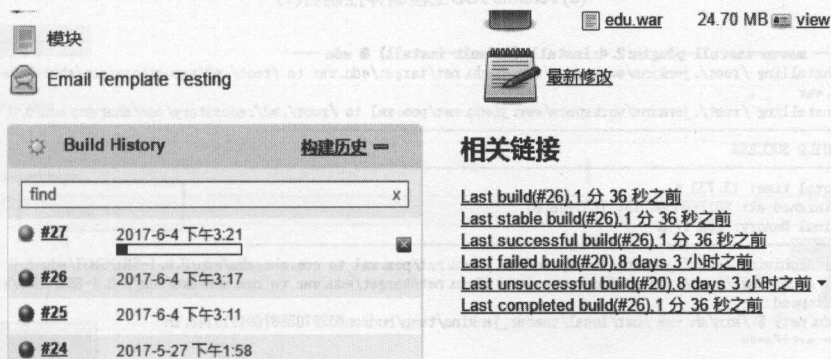 edu.war 24.70 MB view
模块
Email Template Testing
最新修改
Build History 构建历史
find x
#27 2017-6-4 下午3:21
#26 2017-6-4 下午3:17
#25 2017-6-4 下午3:11
#24 2017-5-27 下午1:58
相关链接
Last build(#26),1 分 36 秒之前
Last stable build(#26),1 分 36 秒之前
Last successful build(#26),1 分 36 秒之前
Last failed build(#20),8 days 3 小时之前
Last unsuccessful build(#20),8 days 3 小时之前
Last completed build(#26),1 分 36 秒之前